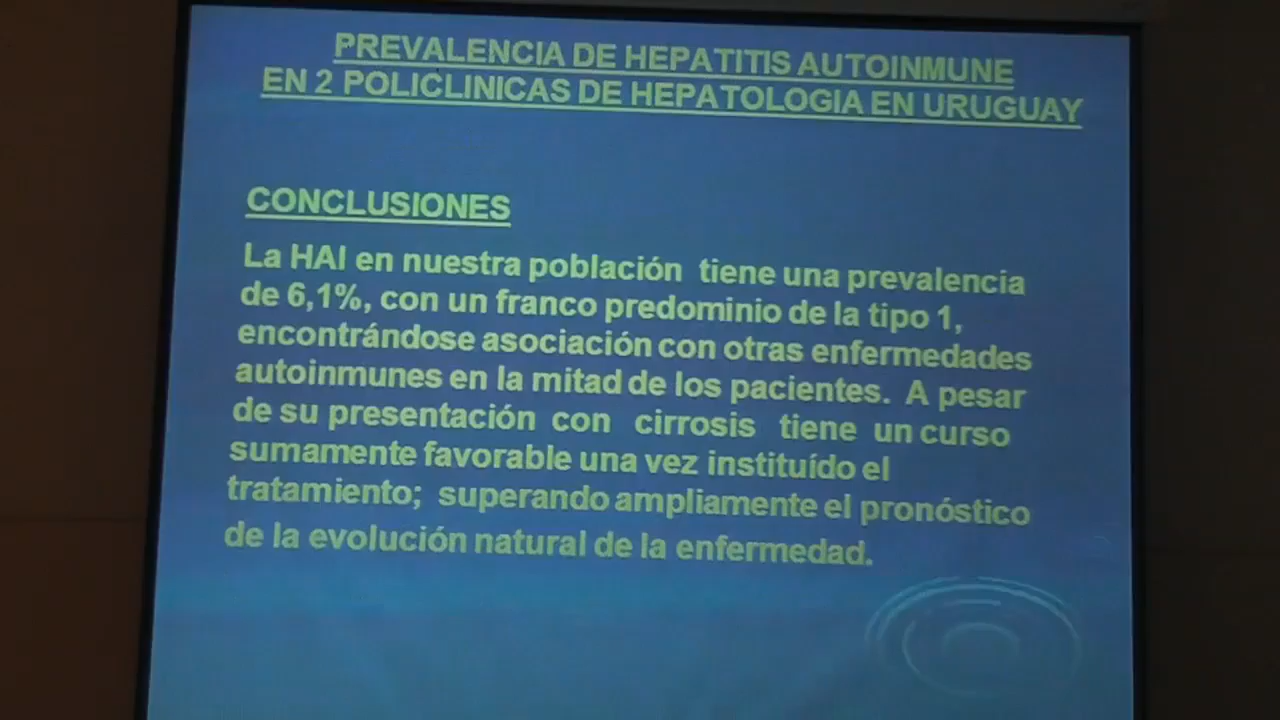 PREVALENCIA DE HEPATITIS AUTOINMUNE
EN 2 POLICLINICAS DE HEPATOLOGIA EN URUGUAY
CONCLUSIONES
La HAI en nuestra población tiene una prevalencia
de 6,1%, con un franco predominio de la tipo 1,
encontrándose asociación con otras enfermedades
autoinmunes en la mitad de los pacientes. A pesar
de su presentación con cirrosis tiene un curso
sumamente favorable una vez instituído el
tratamiento; superando ampliamente el pronóstico
de la evolución natural de la enfermedad.